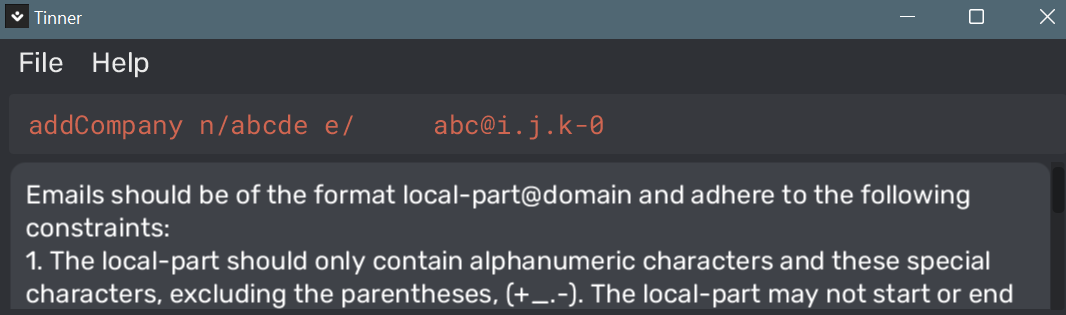 Tinner
File Help
addCompany n/abcde e/     abc@i.j.k-0
Emails should be of the format local-part@domain and adhere to the following
constraints:
1. The local-part should only contain alphanumeric characters and these special
characters, excluding the parentheses, (+_.-). The local-part may not start or end